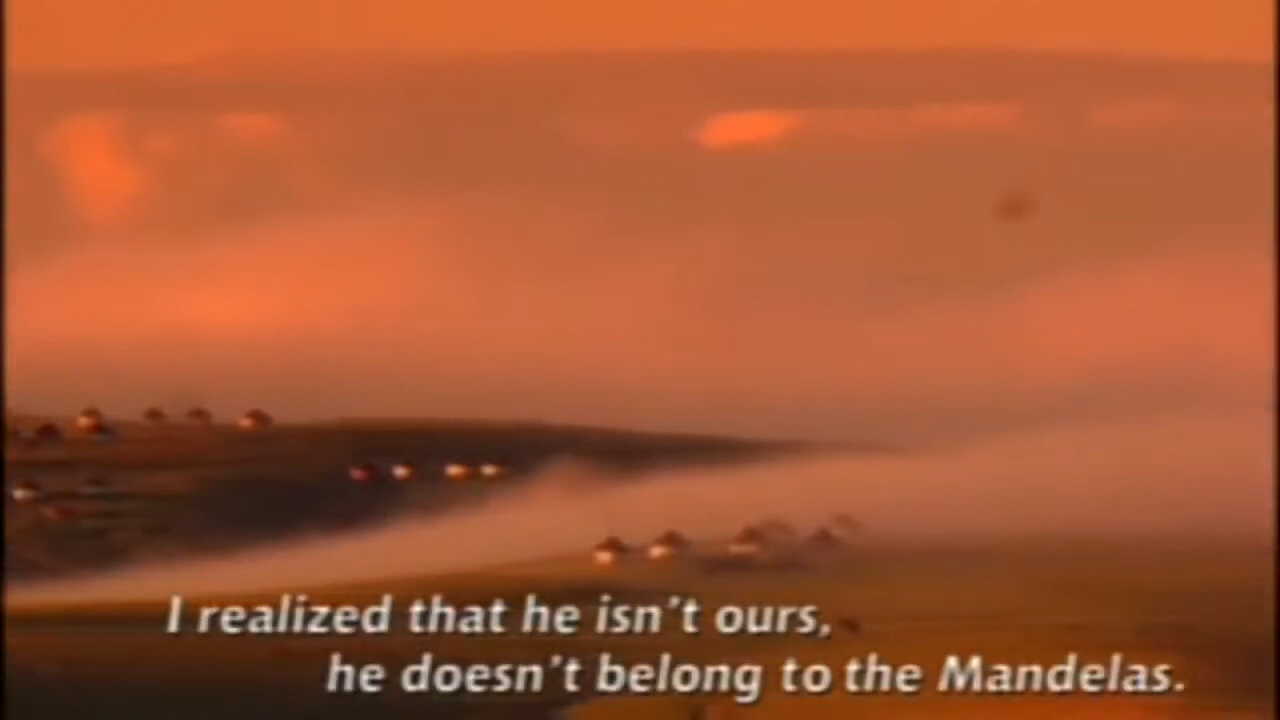 I realized that he isn't ours,
he doesn't belong to the Mandelas.